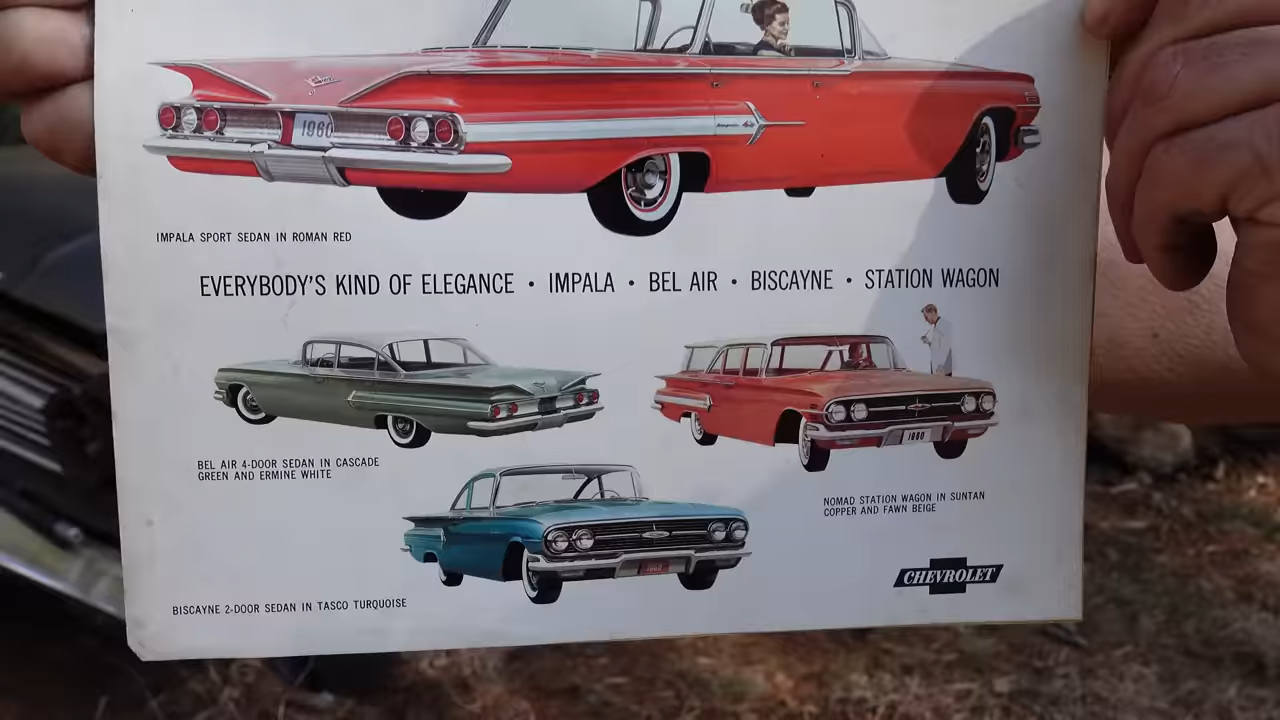 1960
IMPALA SPORT SEDAN IN ROMAN RED
EVERYBODY'S KIND OF ELEGANCE • IMPALA • BEL AIR • BISCAYNE • STATION WAGON
1960
BEL AIR 4-DOOR SEDAN IN CASCADE
GREEN AND ERMINE WHITE
NOMAD STATION WAGON IN SUNTAN
COPPER AND FAWN BEIGE
1960
CHEVROLET
BISCAYNE 2-DOOR SEDAN IN TASCO TURQUOISE